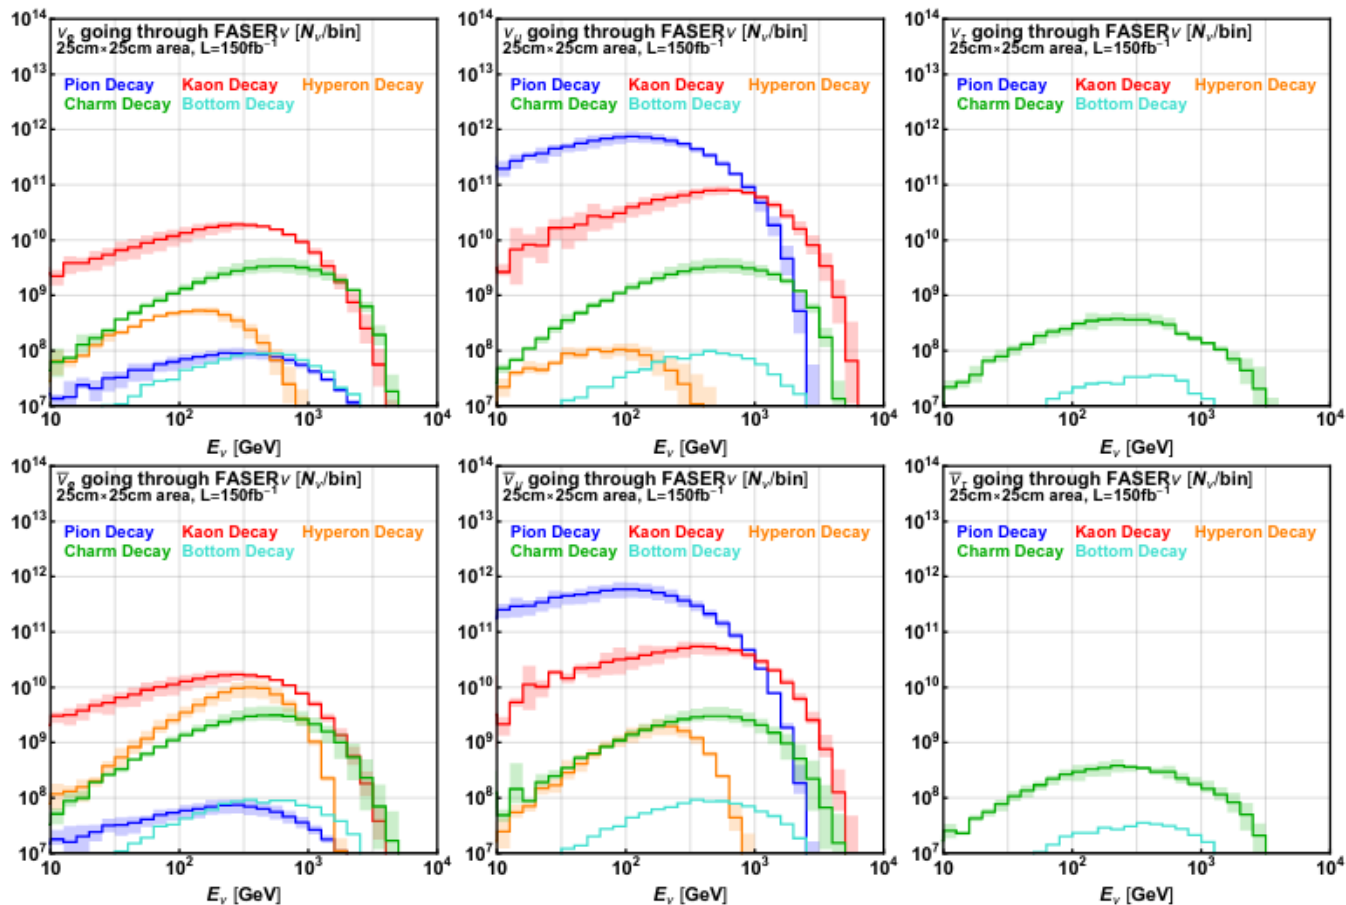 ν_e going through FASERν [N_ν/bin]
25cm×25cm area, L=150fb⁻¹
Pion Decay Kaon Decay Hyperon Decay
Charm Decay Bottom Decay
10¹⁴
10¹³
10¹²
10¹¹
10¹⁰
10⁹
10⁸
10⁷
10 10² 10³ 10⁴
E_ν [GeV]
ν_μ going through FASERν [N_ν/bin]
25cm×25cm area, L=150fb⁻¹
Pion Decay Kaon Decay Hyperon Decay
Charm Decay Bottom Decay
10¹⁴
10¹³
10¹²
10¹¹
10¹⁰
10⁹
10⁸
10⁷
10 10² 10³ 10⁴
E_ν [GeV]
ν_τ going through FASERν [N_ν/bin]
25cm×25cm area, L=150fb⁻¹
Pion Decay Kaon Decay Hyperon Decay
Charm Decay Bottom Decay
10¹⁴
10¹³
10¹²
10¹¹
10¹⁰
10⁹
10⁸
10⁷
10 10² 10³ 10⁴
E_ν [GeV]
ν̅_e going through FASERν [N_ν/bin]
25cm×25cm area, L=150fb⁻¹
Pion Decay Kaon Decay Hyperon Decay
Charm Decay Bottom Decay
10¹⁴
10¹³
10¹²
10¹¹
10¹⁰
10⁹
10⁸
10⁷
10 10² 10³ 10⁴
E_ν [GeV]
ν̅_μ going through FASERν [N_ν/bin]
25cm×25cm area, L=150fb⁻¹
Pion Decay Kaon Decay Hyperon Decay
Charm Decay Bottom Decay
10¹⁴
10¹³
10¹²
10¹¹
10¹⁰
10⁹
10⁸
10⁷
10 10² 10³ 10⁴
E_ν [GeV]
ν̅_τ going through FASERν [N_ν/bin]
25cm×25cm area, L=150fb⁻¹
Pion Decay Kaon Decay Hyperon Decay
Charm Decay Bottom Decay
10¹⁴
10¹³
10¹²
10¹¹
10¹⁰
10⁹
10⁸
10⁷
10 10² 10³ 10⁴
E_ν [GeV]